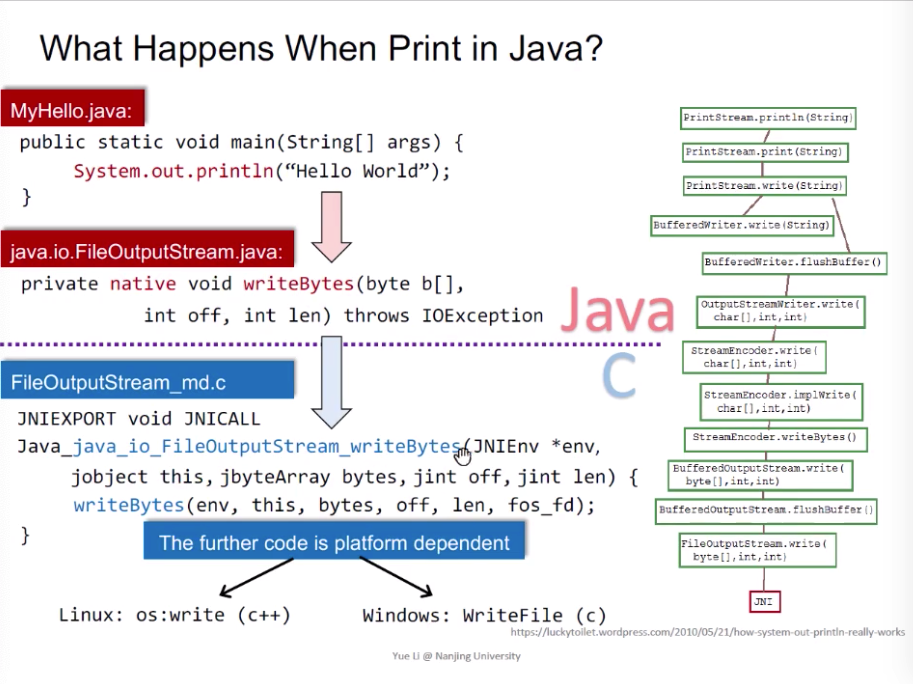 What Happens When Print in Java?
MyHello.java:
public static void main(String[] args) {
System.out.println(“Hello World”);
}
java.io.FileOutputStream.java:
private native void writeBytes(byte b[],
int off, int len) throws IOException
Java
C
FileOutputStream_md.c
JNIEXPORT void JNICALL
Java_java_io_FileOutputStream_writeBytes(JNIEnv *env,
jobject this, jbyteArray bytes, jint off, jint len) {
writeBytes(env, this, bytes, off, len, fos_fd);
}
The further code is platform dependent
Linux: os:write (c++)
Windows: WriteFile (c)
PrintStream.println(String)
PrintStream.print(String)
PrintStream.write(String)
BufferedWriter.write(String)
BufferedWriter.flushBuffer()
OutputStreamWriter.write(
char[],int,int)
StreamEncoder.write(
char[],int,int)
StreamEncoder.implWrite(
char[],int,int)
StreamEncoder.writeBytes()
BufferedOutputStream.write(
byte[],int,int)
BufferedOutputStream.flushBuffer()
FileOutputStream.write(
byte[],int,int)
JNI
https://luckytoilet.wordpress.com/2010/05/21/how-system-out-println-really-works
Yue Li @ Nanjing University